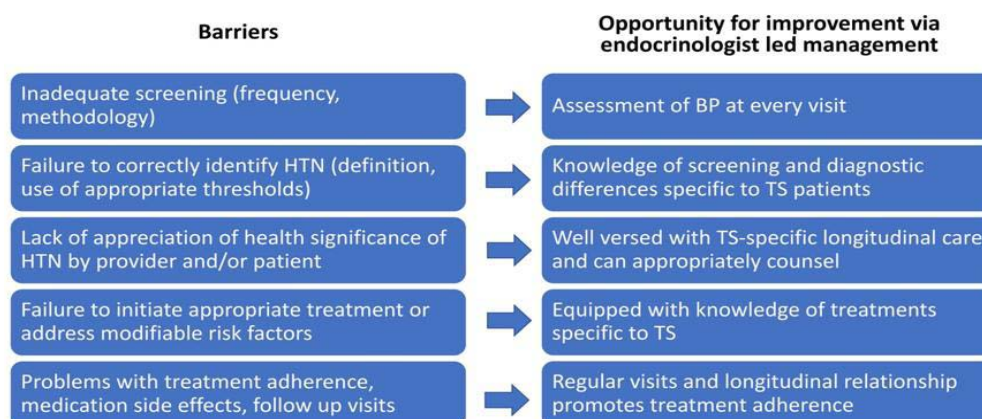 Barriers
Opportunity for improvement via
endocrinologist led management
Inadequate screening (frequency,
methodology)
Assessment of BP at every visit
Failure to correctly identify HTN (definition,
use of appropriate thresholds)
Knowledge of screening and diagnostic
differences specific to TS patients
Lack of appreciation of health significance of
HTN by provider and/or patient
Well versed with TS-specific longitudinal care
and can appropriately counsel
Failure to initiate appropriate treatment or
address modifiable risk factors
Equipped with knowledge of treatments
specific to TS
Problems with treatment adherence,
medication side effects, follow up visits
Regular visits and longitudinal relationship
promotes treatment adherence